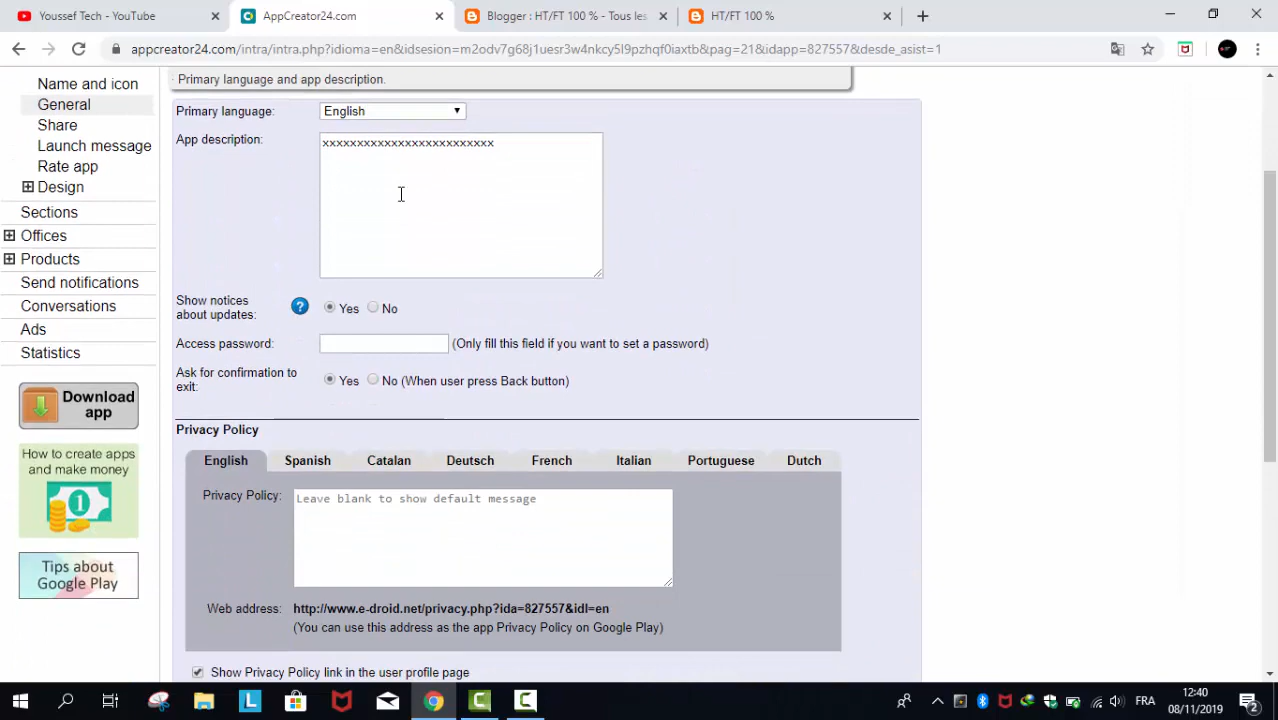 Youssef Tech - YouTube
AppCreator24.com
Blogger : HT/FT 100 % - Tous les
HT/FT 100 %
appcreator24.com/intra/intra.php?idioma=en&idsesion=m2odv7g68j1uesr3w4nkcy5l9pzhqf0iaxtb&pag=21&idapp=827557&desde_asist=1
Name and icon
General
Share
Launch message
Rate app
Design
Sections
Offices
Products
Send notifications
Conversations
Ads
Statistics
Download
app
How to create apps
and make money
1
Tips about
Google Play
Primary language and app description.
Primary language:
English
App description:
xxxxxxxxxxxxxxxxxxxxxxxxx
Show notices
about updates:
?
Yes
No
Access password:
(Only fill this field if you want to set a password)
Ask for confirmation to
exit:
Yes
No (When user press Back button)
Privacy Policy
English
Spanish
Catalan
Deutsch
French
Italian
Portuguese
Dutch
Privacy Policy:
Leave blank to show default message
Web address:
http://www.e-droid.net/privacy.php?ida=827557&idl=en
(You can use this address as the app Privacy Policy on Google Play)
Show Privacy Policy link in the user profile page
L
FRA
12:40
08/11/2019
2